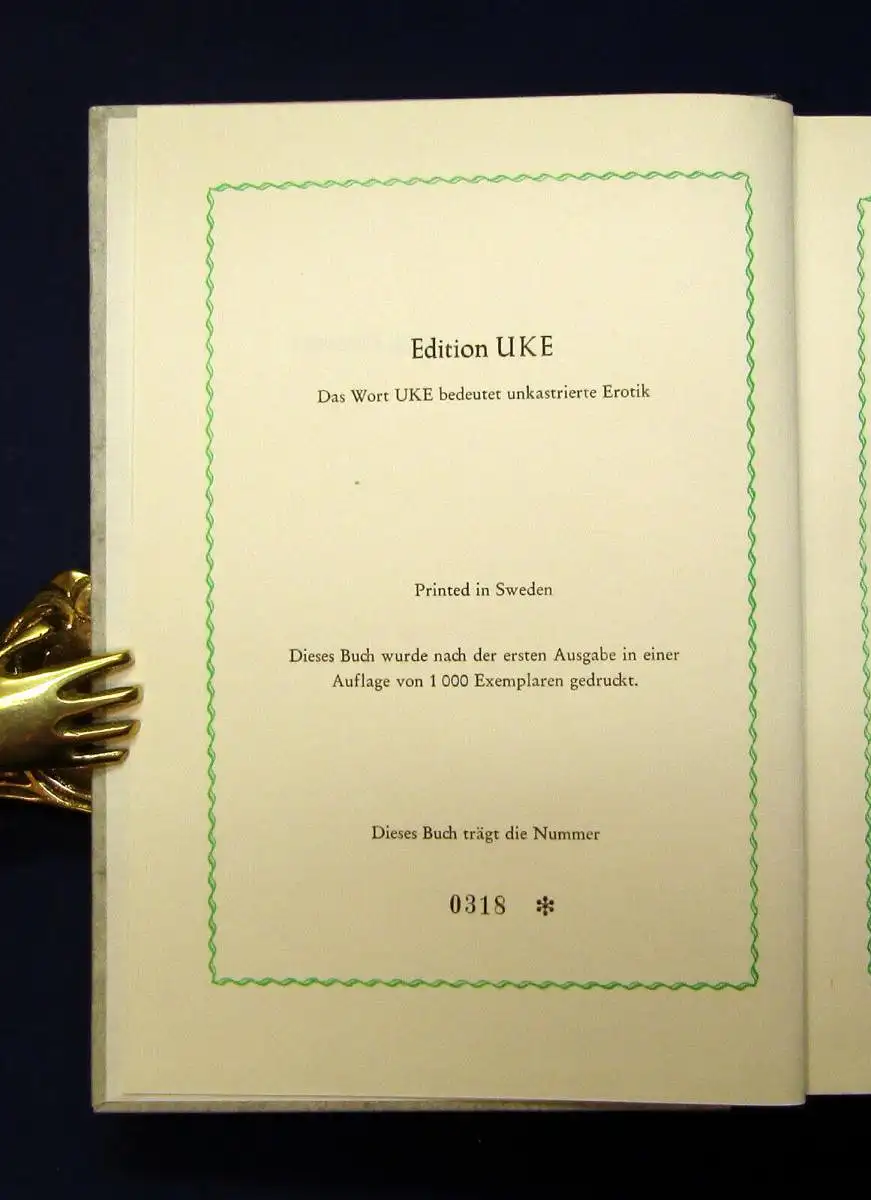 Edition UKE
Das Wort UKE bedeutet unkastrierte Erotik
Printed in Sweden
Dieses Buch wurde nach der ersten Ausgabe in einer
Auflage von 1 000 Exemplaren gedruckt.
Dieses Buch trägt die Nummer
0318 ✻